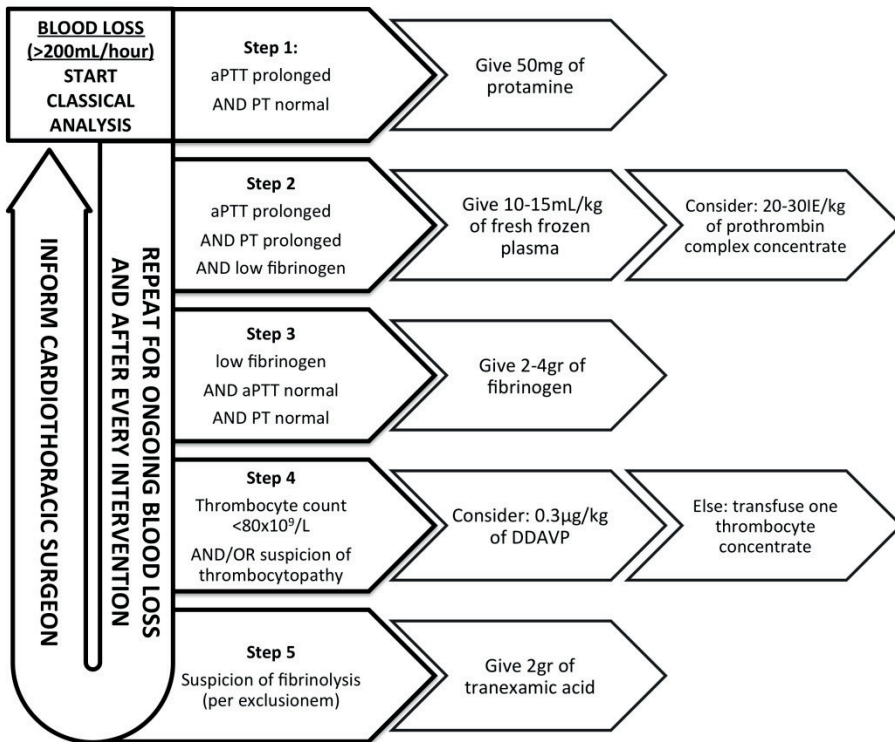 BLOOD LOSS
(>200mL/hour)
START
CLASSICAL
ANALYSIS
Step 1:
aPTT prolonged
AND PT normal
Give 50mg of
protamine
Step 2
aPTT prolonged
AND PT prolonged
AND low fibrinogen
Give 10-15mL/kg
of fresh frozen
plasma
Consider: 20-30IE/kg
of prothrombin
complex concentrate
Step 3
low fibrinogen
AND aPTT normal
AND PT normal
Give 2-4gr of
fibrinogen
Step 4
Thrombocyte count
<80x10⁹/L
AND/OR suspicion of
thrombocytopathy
Consider: 0.3μg/kg
of DDAVP
Else: transfuse one
thrombocyte
concentrate
Step 5
Suspicion of fibrinolysis
(per exclusionem)
Give 2gr of
tranexamic acid
REPEAT FOR ONGOING BLOOD LOSS
AND AFTER EVERY INTERVENTION
INFORM CARDIOTHORACIC SURGEON